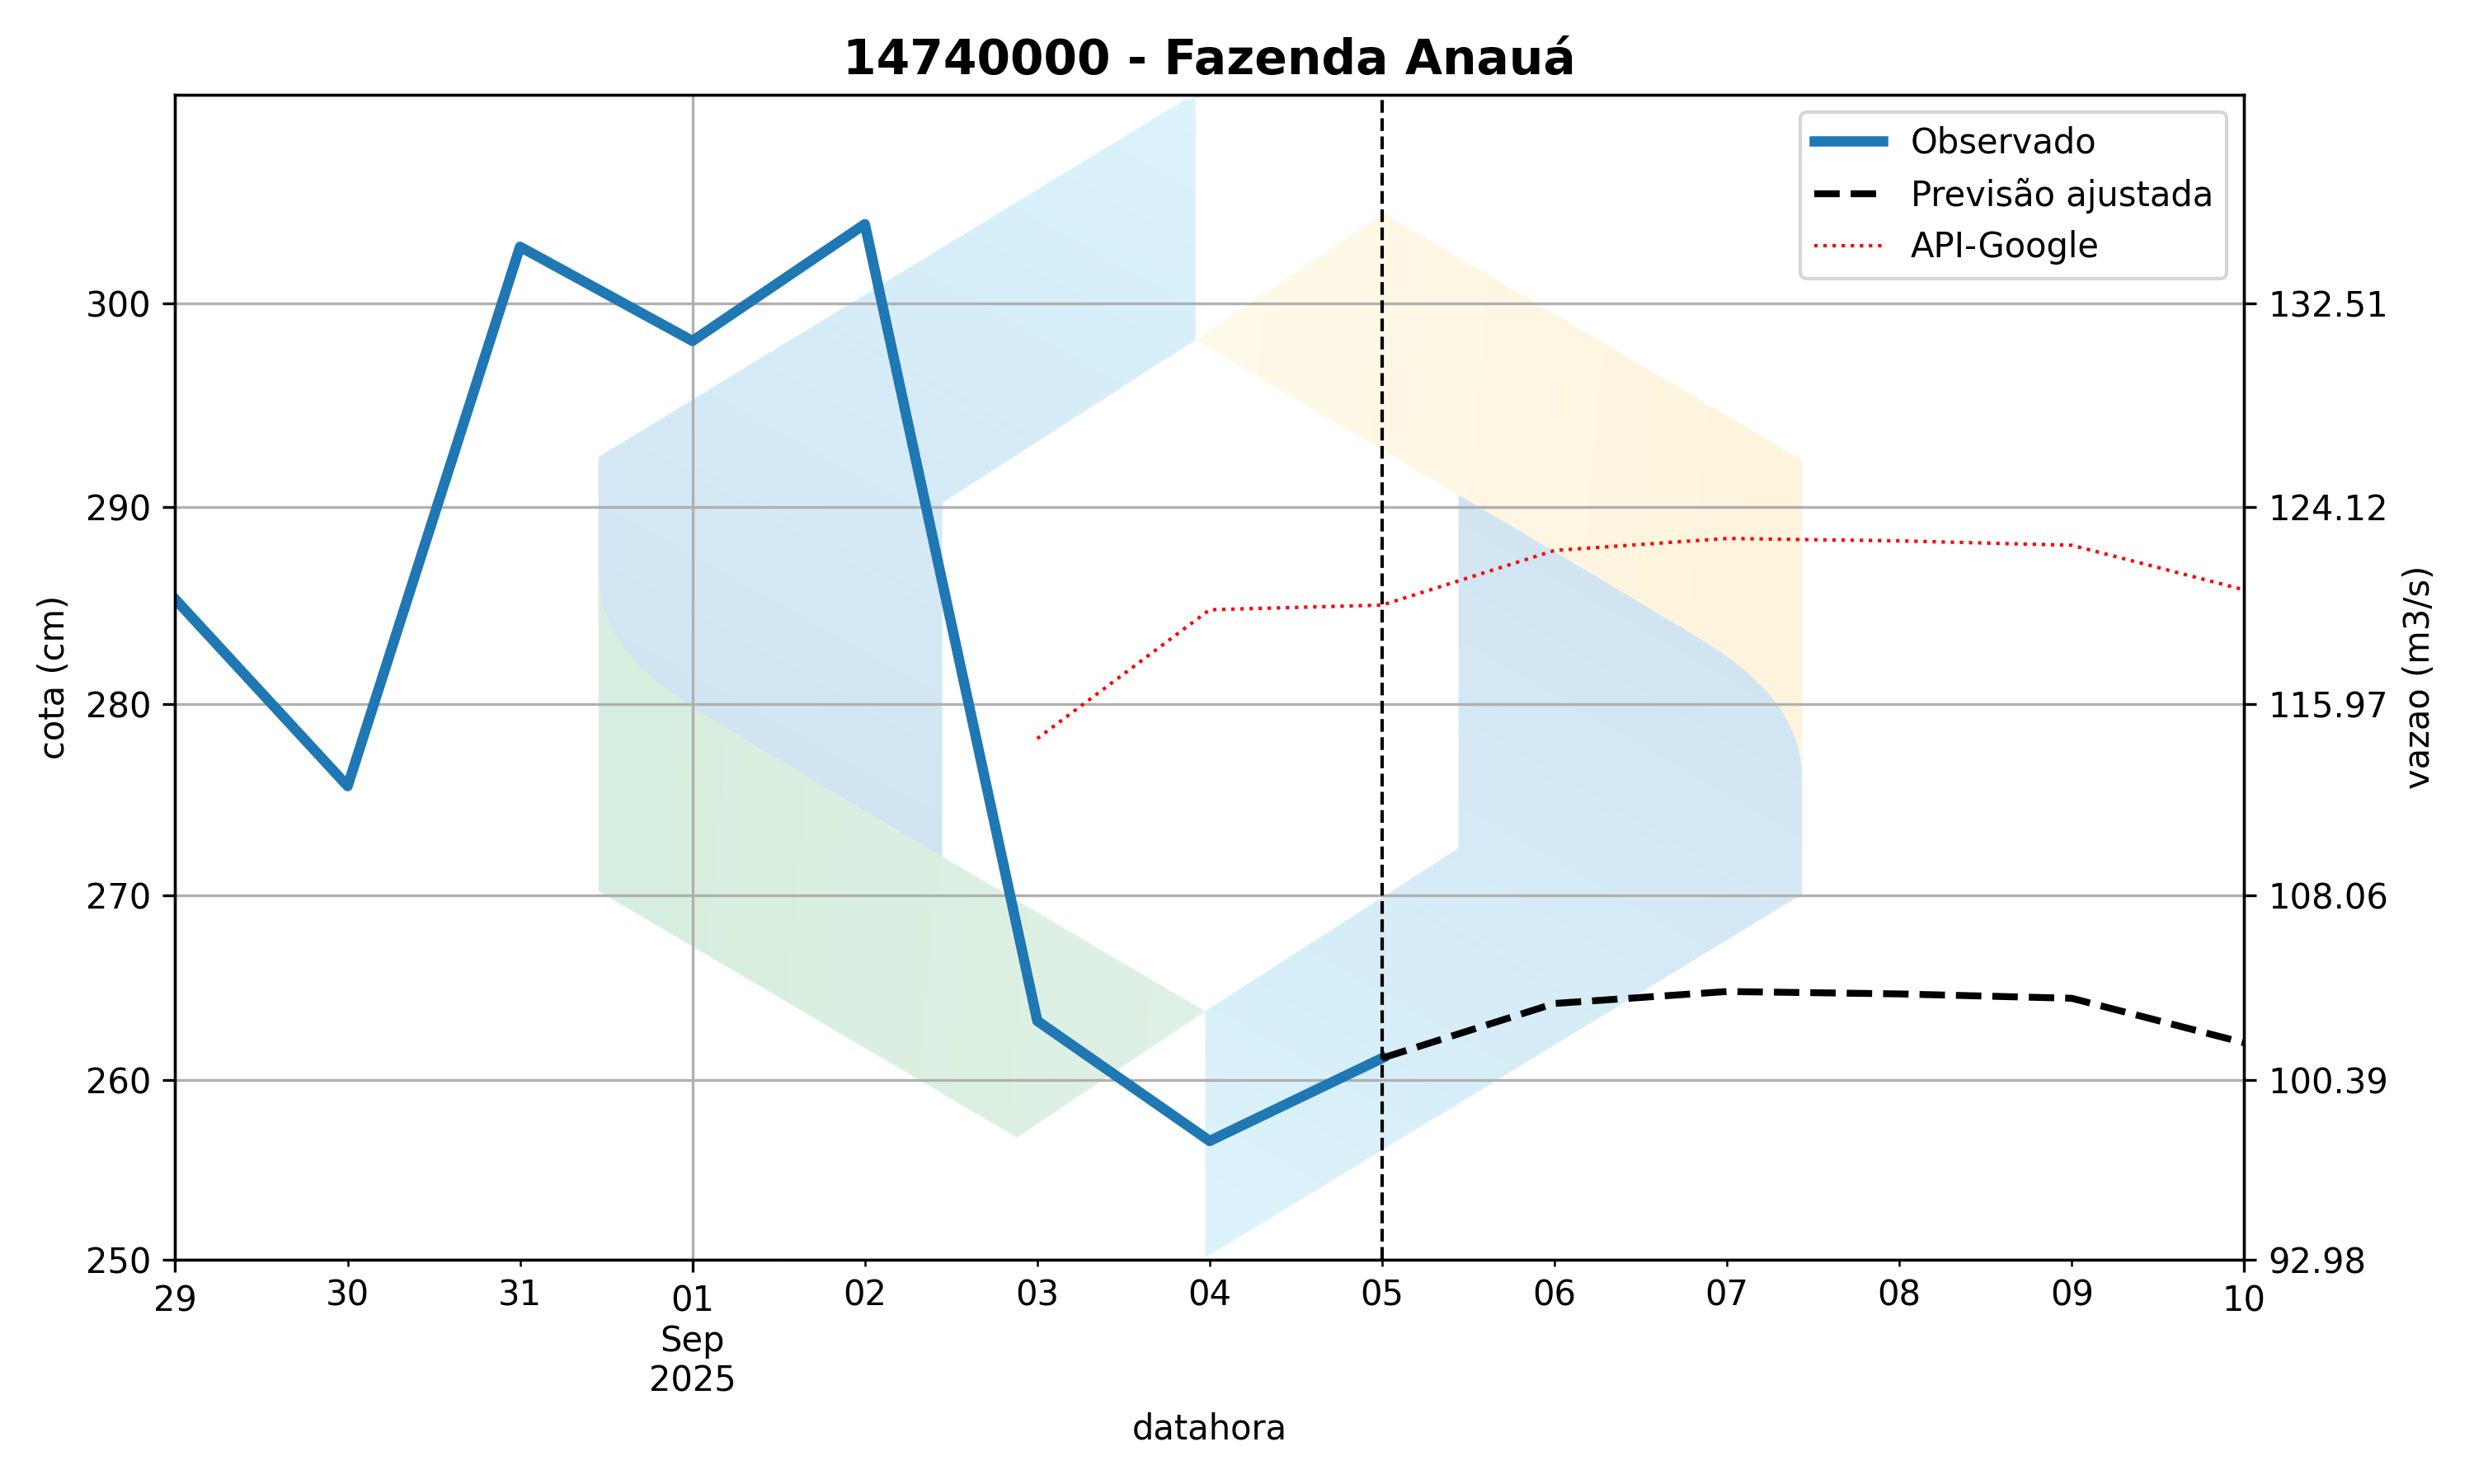 14740000 - Fazenda Anauá
Observado
Previsão ajustada
API-Google
300
290
280
270
260
250
cota (cm)
132.51
124.12
115.97
108.06
100.39
92.98
vazao (m3/s)
29 30 31 01 02 03 04 05 06 07 08 09 10
Sep
2025
datahora